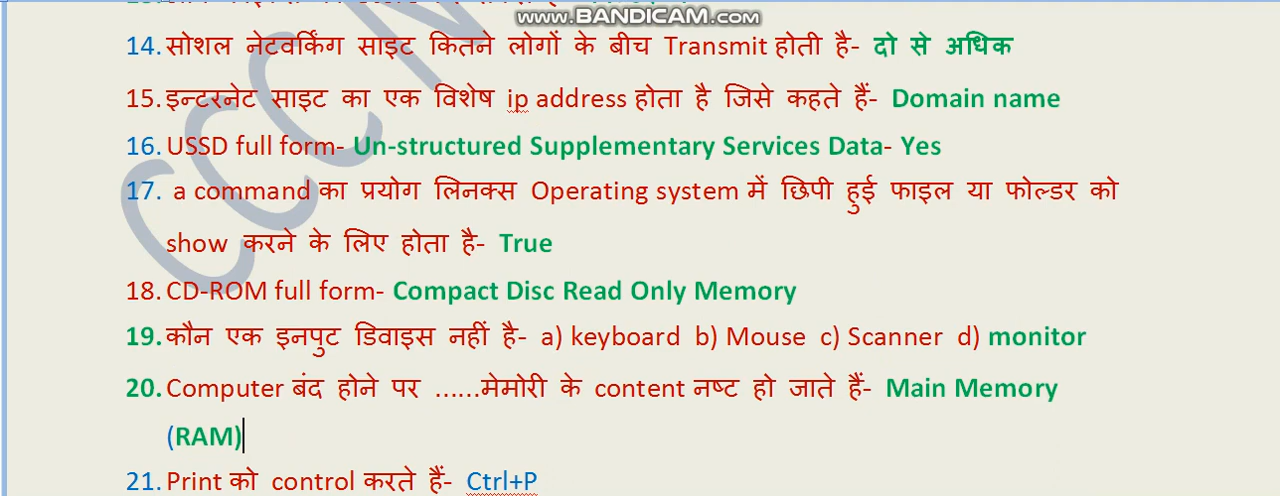 www.BANDICAM.com
14. सोशल नेटवर्किंग साइट कितने लोगों के बीच Transmit होती है- दो से अधिक
15. इन्टरनेट साइट का एक विशेष ip address होता है जिसे कहते हैं- Domain name
16. USSD full form- Un-structured Supplementary Services Data- Yes
17. a command का प्रयोग लिनक्स Operating system में छिपी हुई फाइल या फोल्डर को
show करने के लिए होता है- True
18. CD-ROM full form- Compact Disc Read Only Memory
19. कौन एक इनपुट डिवाइस नहीं है- a) keyboard b) Mouse c) Scanner d) monitor
20. Computer बंद होने पर ......मेमोरी के content नष्ट हो जाते हैं- Main Memory
(RAM)
21. Print को control करते हैं- Ctrl+P